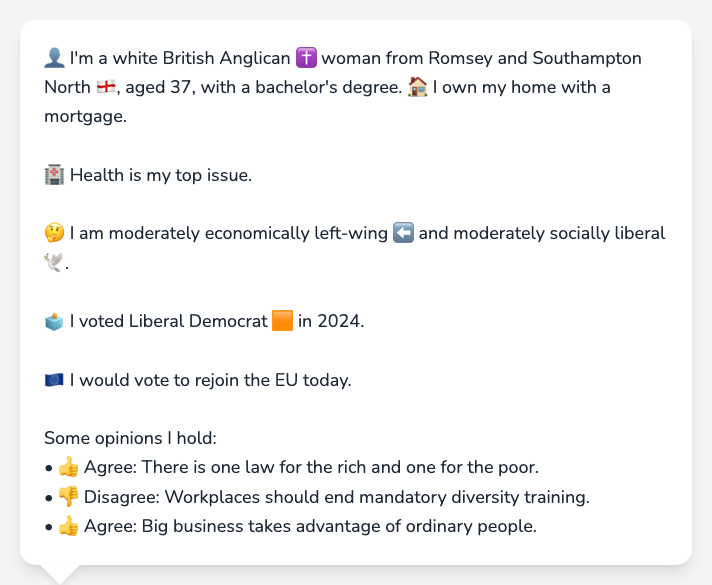 👤 I'm a white British Anglican ✝️ woman from Romsey and Southampton
North 🏴󠁧󠁢󠁥󠁮󠁧󠁿, aged 37, with a bachelor's degree. 🏠 I own my home with a
mortgage.
🏥 Health is my top issue.
🤔 I am moderately economically left-wing ⬅️ and moderately socially liberal
🕊️.
🗳️ I voted Liberal Democrat 🟧 in 2024.
🇪🇺 I would vote to rejoin the EU today.
Some opinions I hold:
• 👍 Agree: There is one law for the rich and one for the poor.
• 👎 Disagree: Workplaces should end mandatory diversity training.
• 👍 Agree: Big business takes advantage of ordinary people.